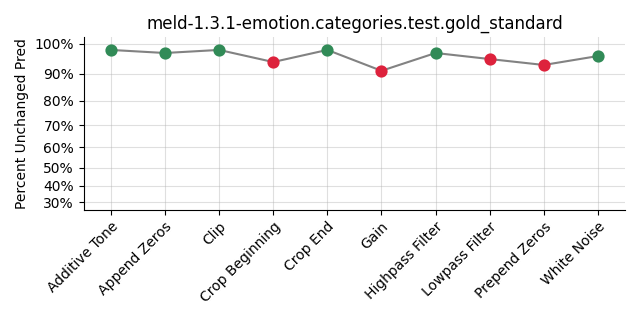 meld-1.3.1-emotion.categories.test.gold_standard
Percent Unchanged Pred
100%
90%
80%
70%
60%
50%
40%
30%
Additive Tone
Append Zeros
Clip
Crop Beginning
Crop End
Gain
Highpass Filter
Lowpass Filter
Prepend Zeros
White Noise